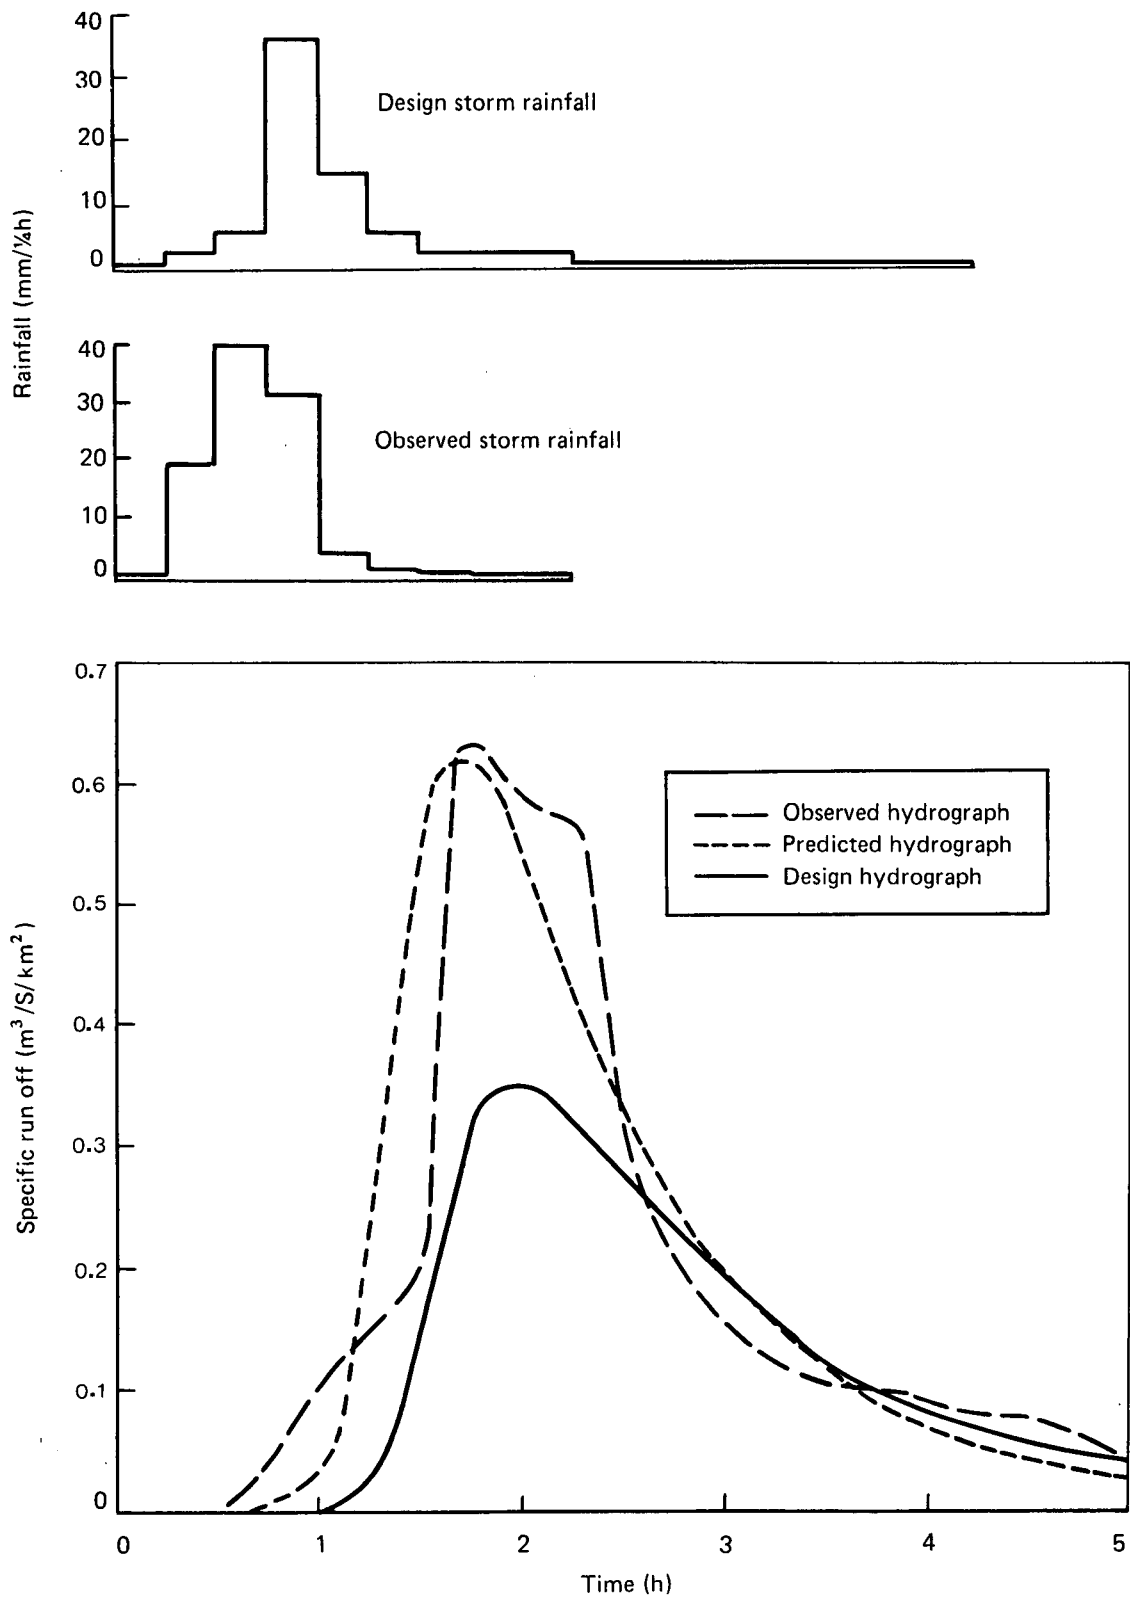 40
30
20
10
0
Design storm rainfall
Rainfall (mm/¼h)
40
30
20
10
0
Observed storm rainfall
0.7
0.6
0.5
0.4
0.3
0.2
0.1
0
Specific run off (m³/S/km²)
Observed hydrograph
Predicted hydrograph
Design hydrograph
0 1 2 3 4 5
Time (h)